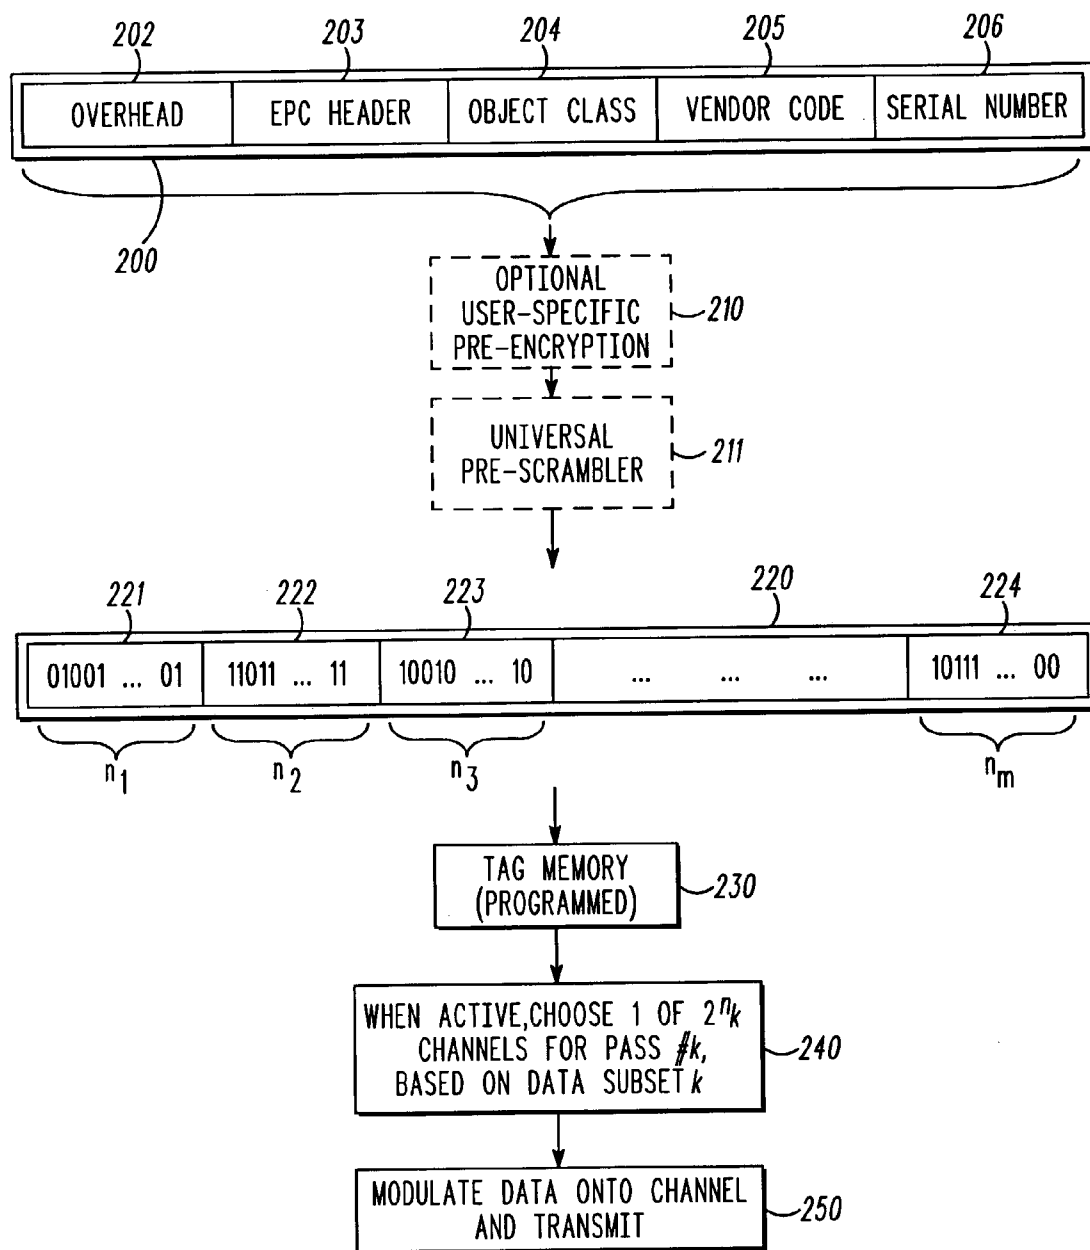 202 203 204 205 206
OVERHEAD EPC HEADER OBJECT CLASS VENDOR CODE SERIAL NUMBER
200
OPTIONAL
USER-SPECIFIC
PRE-ENCRYPTION
210
UNIVERSAL
PRE-SCRAMBLER
211
221 222 223 220 224
01001 ... 01 11011 ... 11 10010 ... 10 ... ... ... 10111 ... 00
n1 n2 n3 nm
TAG MEMORY
(PROGRAMMED)
230
WHEN ACTIVE,CHOOSE 1 OF 2^nk
CHANNELS FOR PASS #k,
BASED ON DATA SUBSET k
240
MODULATE DATA ONTO CHANNEL
AND TRANSMIT
250